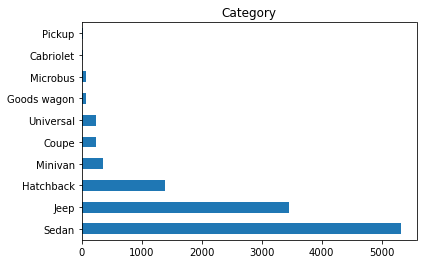 Category
Pickup
Cabriolet
Microbus
Goods wagon
Universal
Coupe
Minivan
Hatchback
Jeep
Sedan
0 1000 2000 3000 4000 5000